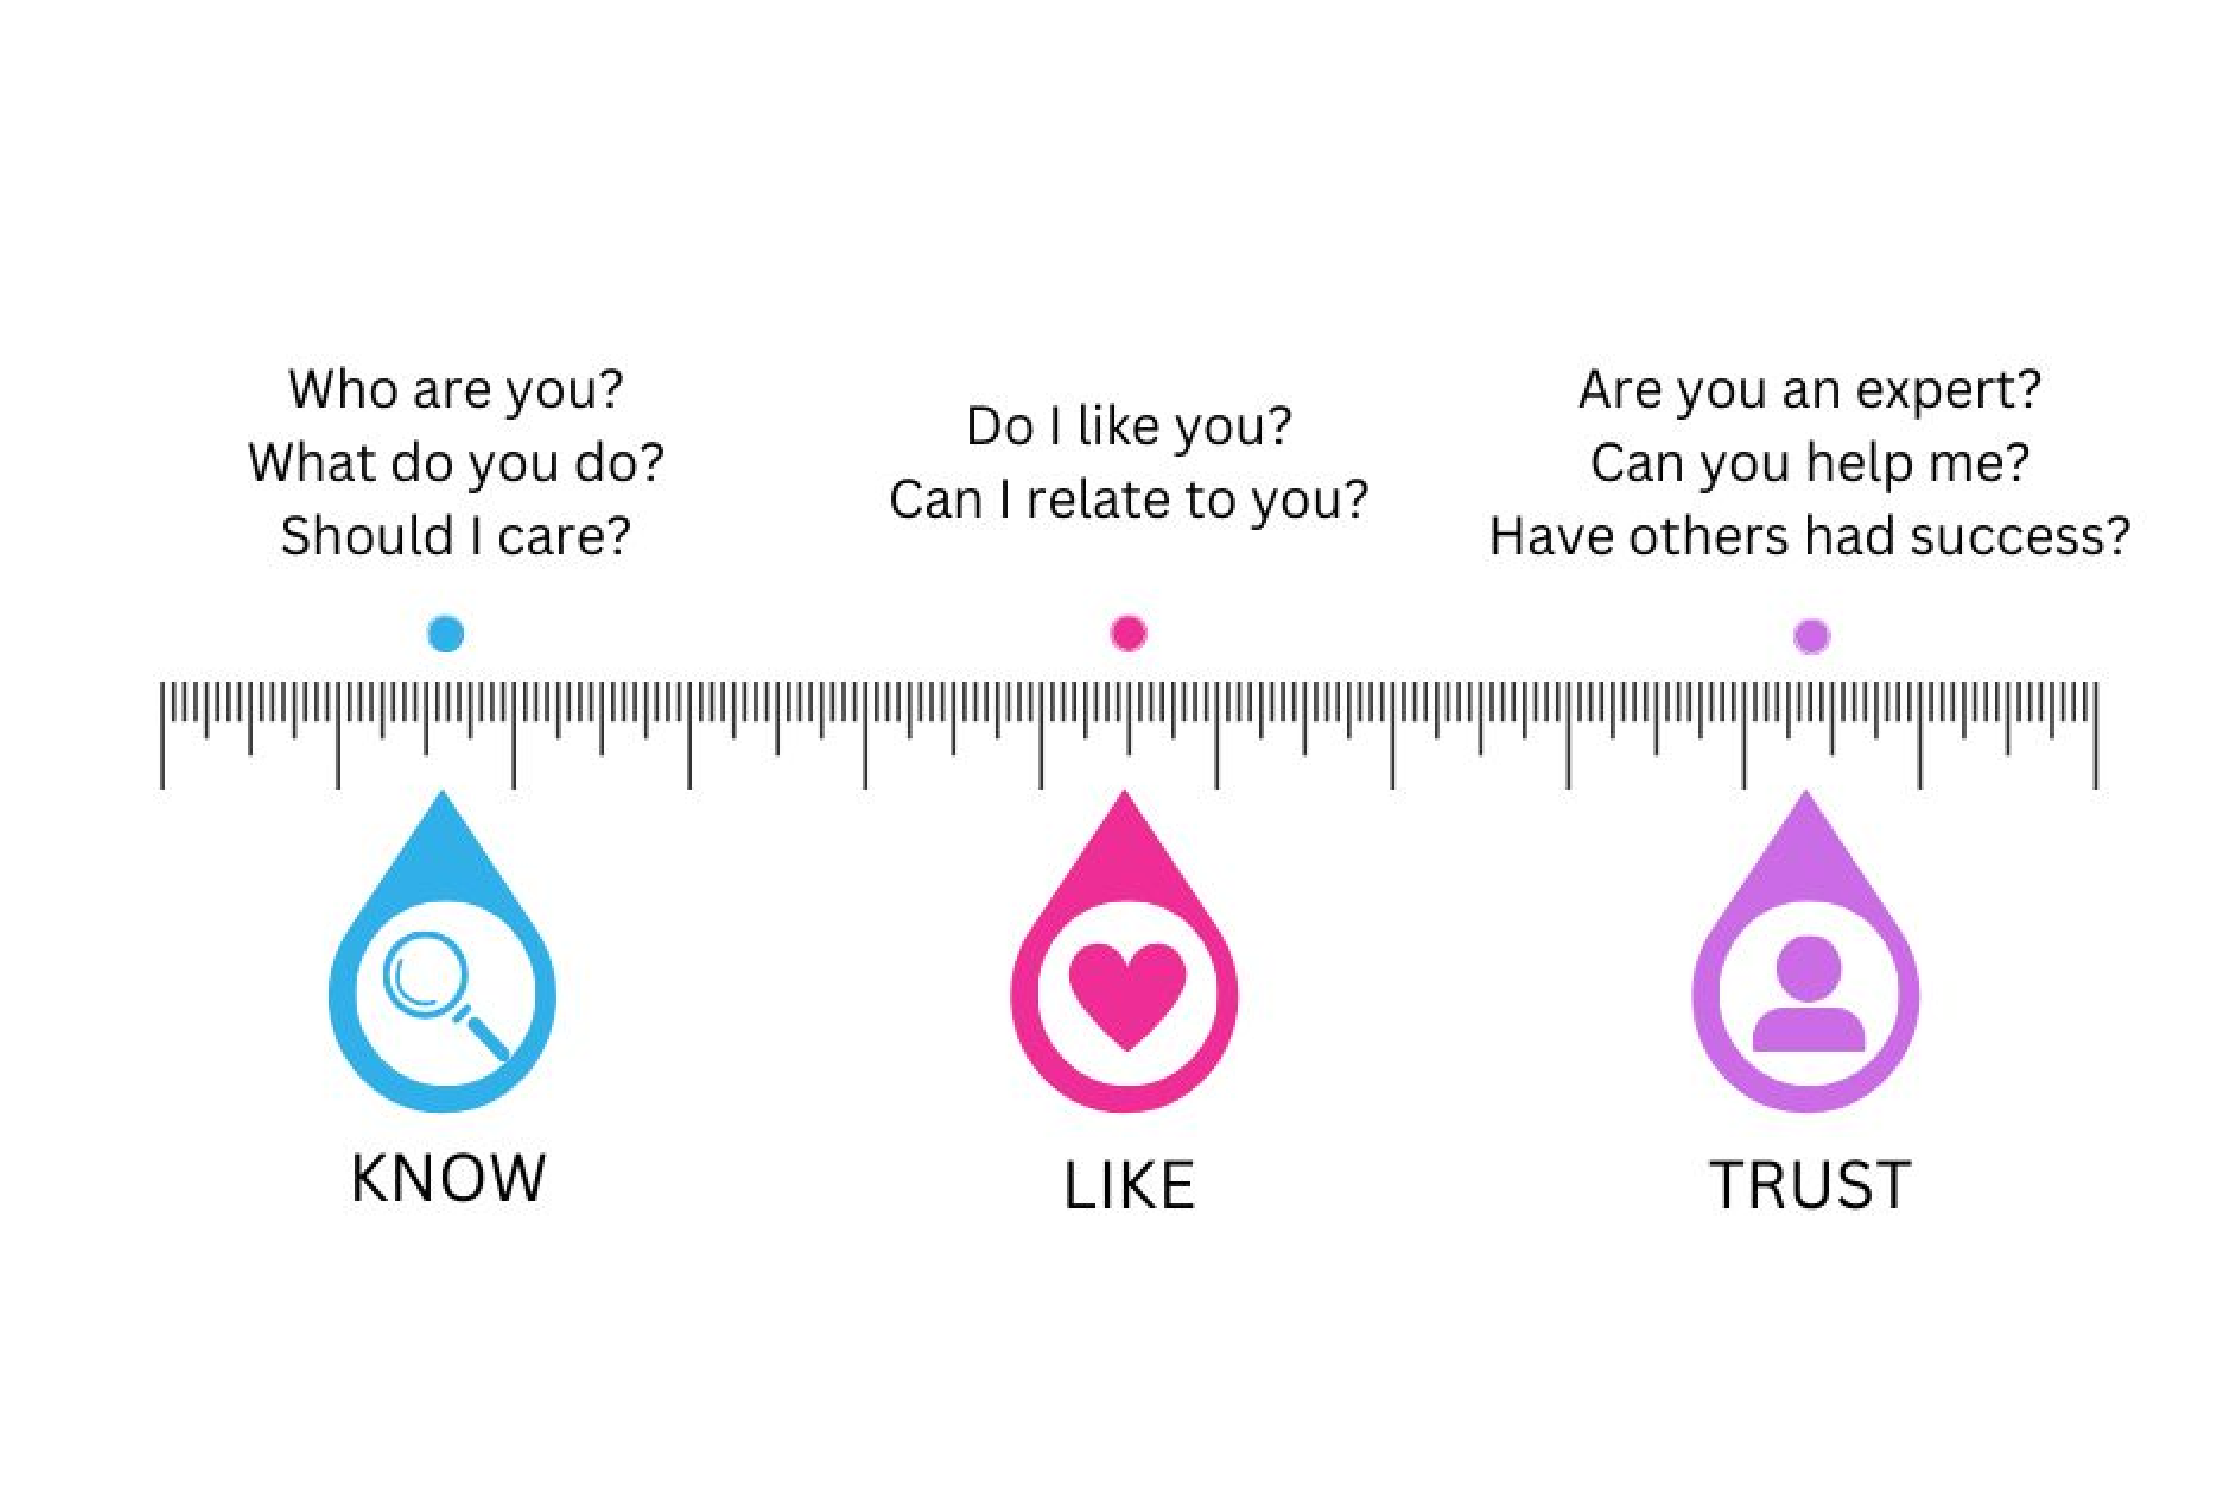 Who are you?
What do you do?
Should I care?
Do I like you?
Can I relate to you?
Are you an expert?
Can you help me?
Have others had success?
KNOW
LIKE
TRUST